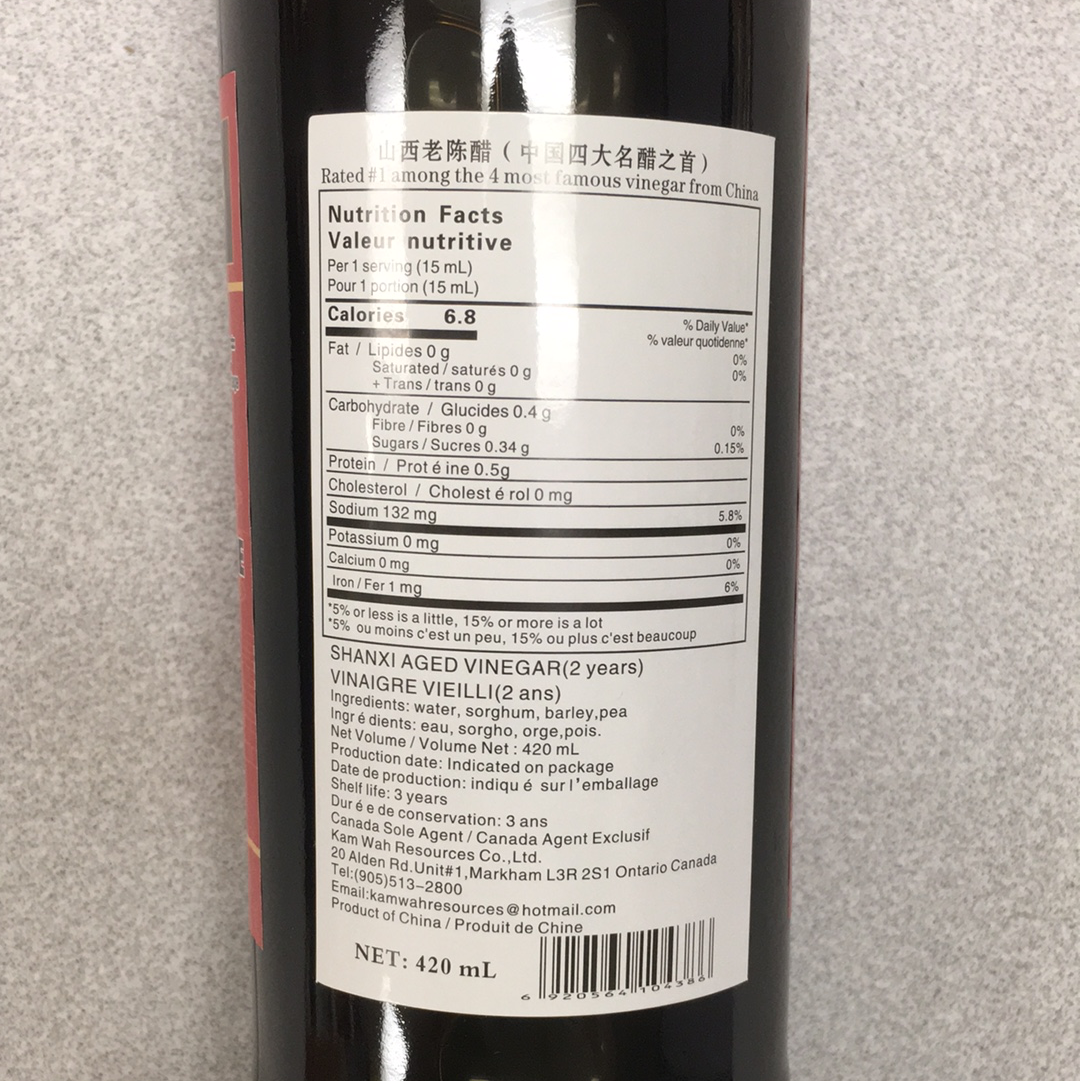 山西老陈醋（中国四大名醋之首）
Rated #1 among the 4 most famous vinegar from China
Nutrition Facts
Valeur nutritive
Per 1 serving (15 mL)
Pour 1 portion (15 mL)
Calories 6.8
% Daily Value*
% valeur quotidenne*
Fat / Lipides 0 g 0%
Saturated / saturés 0 g 0%
+ Trans / trans 0 g
Carbohydrate / Glucides 0.4 g
Fibre / Fibres 0 g 0%
Sugars / Sucres 0.34 g 0.15%
Protein / Prot é ine 0.5g
Cholesterol / Cholest é rol 0 mg
Sodium 132 mg 5.8%
Potassium 0 mg 0%
Calcium 0 mg 0%
Iron / Fer 1 mg 6%
*5% or less is a little, 15% or more is a lot
*5% ou moins c'est un peu, 15% ou plus c'est beaucoup
SHANXI AGED VINEGAR(2 years)
VINAIGRE VIEILLI(2 ans)
Ingredients: water, sorghum, barley,pea
Ingr é dients: eau, sorgho, orge,pois.
Net Volume / Volume Net : 420 mL
Production date: Indicated on package
Date de production: indiqu é sur l'emballage
Shelf life: 3 years
Dur é e de conservation: 3 ans
Canada Sole Agent / Canada Agent Exclusif
Kam Wah Resources Co.,Ltd.
20 Alden Rd.Unit#1,Markham L3R 2S1 Ontario Canada
Tel:(905)513-2800
Email:kamwahresources@hotmail.com
Product of China / Produit de Chine
NET: 420 mL
6 920564 104386